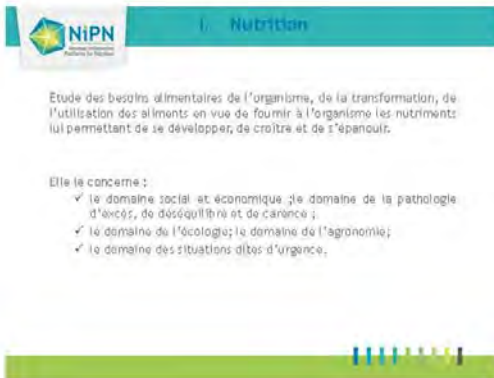 NiPN
I. Nutrition
Etude des besoins alimentaires de l'organisme, de la transformation, de
l'utilisation des aliments en vue de fournir à l'organisme les nutriments
lui permettant de se développer, de croître et de s'épanouir.
Elle le concerne :
✓ le domaine social et économique ;le domaine de la pathologie
d'excès, de déséquilibre et de carence ;
✓ le domaine de l'écologie; le domaine de l'agronomie;
✓ le domaine des situations dites d'urgence.